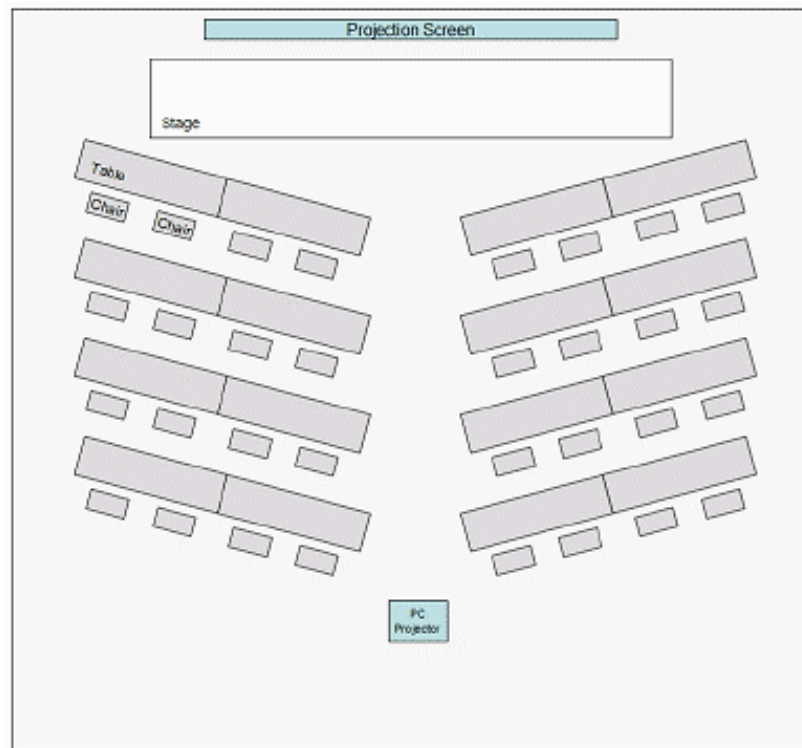 Projection Screen
Stage
Table
Chair
Chair
PC
Projector